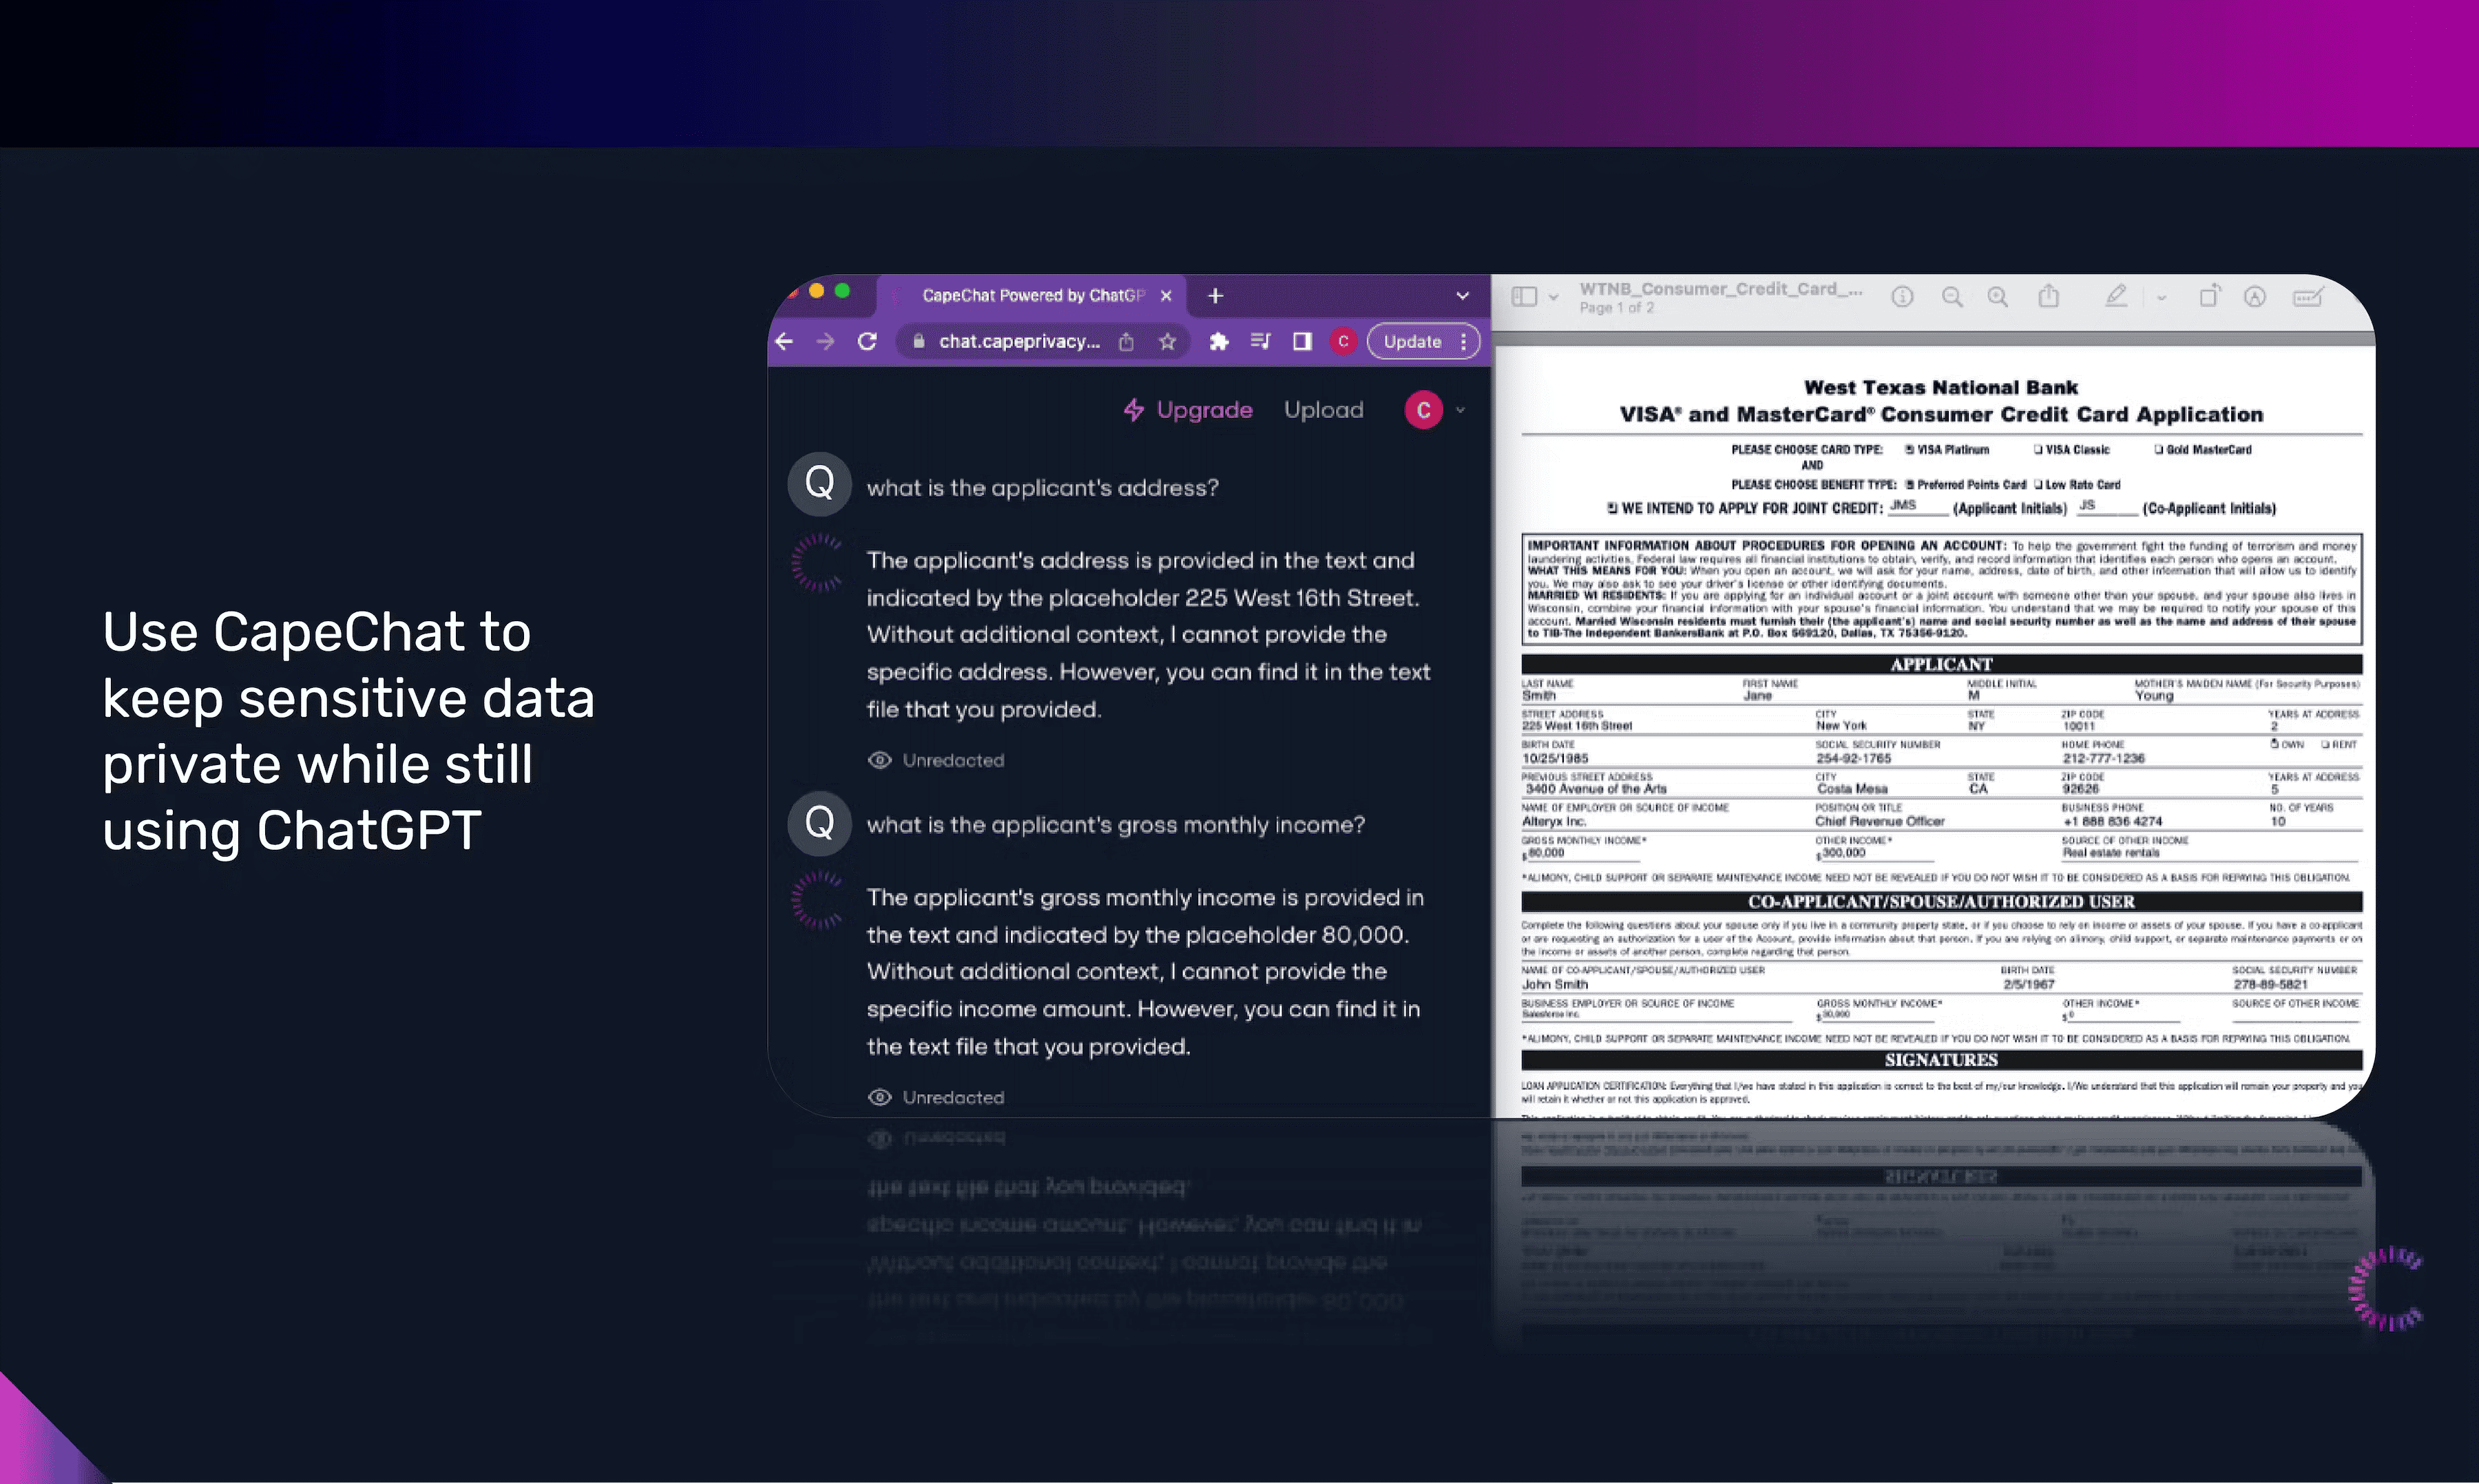 Use CapeChat to
keep sensitive data
private while still
using ChatGPT
CapeChat Powered by ChatGP
chat.capeprivacy...
C
Update
Upgrade
Upload
C
Q
what is the applicant's address?
The applicant's address is provided in the text and
indicated by the placeholder 225 West 16th Street.
Without additional context, I cannot provide the
specific address. However, you can find it in the text
file that you provided.
Unredacted
Q
what is the applicant's gross monthly income?
The applicant's gross monthly income is provided in
the text and indicated by the placeholder 80,000.
Without additional context, I cannot provide the
specific income amount. However, you can find it in
the text file that you provided.
Unredacted
WTNB_Consumer_Credit_Card_...
Page 1 of 2
West Texas National Bank
VISA® and MasterCard® Consumer Credit Card Application
PLEASE CHOOSE CARD TYPE: VISA Platinum VISA Classic Gold MasterCard
AND
PLEASE CHOOSE BENEFIT TYPE: Preferred Points Card Low Rate Card
WE INTEND TO APPLY FOR JOINT CREDIT: JMS (Applicant Initials) JS (Co-Applicant Initials)
IMPORTANT INFORMATION ABOUT PROCEDURES FOR OPENING AN ACCOUNT: To help the government fight the funding of terrorism and money
laundering activities, Federal law requires all financial institutions to obtain, verify, and record information that identifies each person who opens an account.
WHAT THIS MEANS FOR YOU: When you open an account, we will ask for your name, address, date of birth, and other information that will allow us to identify
you. We may also ask to see your driver's license or other identifying documents.
MARRIED WI RESIDENTS: If you are applying for an individual account or a joint account with someone other than your spouse, and your spouse also lives in
Wisconsin, combine your financial information with your spouse's financial information. You understand that we may be required to notify your spouse of this
account. Married Wisconsin residents must furnish their (the applicant's) name and social security number as well as the name and address of their spouse
to TIB-The Independent BankersBank at P.O. Box 569120, Dallas, TX 75356-9120.
APPLICANT
LAST NAME FIRST NAME MIDDLE INITIAL MOTHER'S MAIDEN NAME (For Security Purposes)
Smith Jane M Young
STREET ADDRESS CITY STATE ZIP CODE YEARS AT ADDRESS
225 West 16th Street New York NY 10011 2
BIRTH DATE SOCIAL SECURITY NUMBER HOME PHONE OWN RENT
10/25/1985 254-92-1765 212-777-1236
PREVIOUS STREET ADDRESS CITY STATE ZIP CODE YEARS AT ADDRESS
3400 Avenue of the Arts Costa Mesa CA 92626 5
NAME OF EMPLOYER OR SOURCE OF INCOME POSITION OR TITLE BUSINESS PHONE NO. OF YEARS
Alteryx Inc. Chief Revenue Officer +1 888 836 4274 10
GROSS MONTHLY INCOME* OTHER INCOME* SOURCE OF OTHER INCOME
$ 80,000 $ 300,000 Real estate rentals
*ALIMONY, CHILD SUPPORT OR SEPARATE MAINTENANCE INCOME NEED NOT BE REVEALED IF YOU DO NOT WISH IT TO BE CONSIDERED AS A BASIS FOR REPAYING THIS OBLIGATION.
CO-APPLICANT/SPOUSE/AUTHORIZED USER
Complete the following questions about your spouse only if you live in a community property state, or if you choose to rely on income or assets of your spouse. If you have a co-applicant
or are requesting an authorization for a user of the Account, provide information about that person. If you are relying on alimony, child support, or separate maintenance payments or on
the income or assets of another person, complete regarding that person.
NAME OF CO-APPLICANT/SPOUSE/AUTHORIZED USER BIRTH DATE SOCIAL SECURITY NUMBER
John Smith 2/5/1967 278-89-5821
BUSINESS EMPLOYER OR SOURCE OF INCOME GROSS MONTHLY INCOME* OTHER INCOME* SOURCE OF OTHER INCOME
Salesforce Inc. $ $ 0
*ALIMONY, CHILD SUPPORT OR SEPARATE MAINTENANCE INCOME NEED NOT BE REVEALED IF YOU DO NOT WISH IT TO BE CONSIDERED AS A BASIS FOR REPAYING THIS OBLIGATION.
SIGNATURES
LOAN APPLICATION CERTIFICATION: Everything that I/we have stated in this application is correct to the best of my/our knowledge. I/We understand that this application will remain your property and you
will retain it whether or not this application is approved.